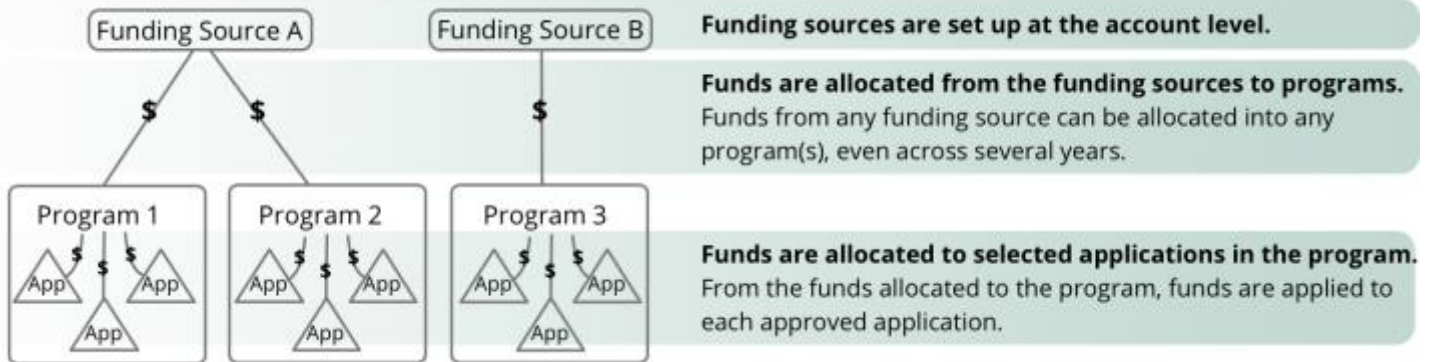 Funding Source A
Funding Source B
Funding sources are set up at the account level.
$
$
$
Funds are allocated from the funding sources to programs.
Funds from any funding source can be allocated into any
program(s), even across several years.
Program 1
$
$
$
App
App
App
Program 2
$
$
$
App
App
App
Program 3
$
$
$
App
App
App
Funds are allocated to selected applications in the program.
From the funds allocated to the program, funds are applied to
each approved application.